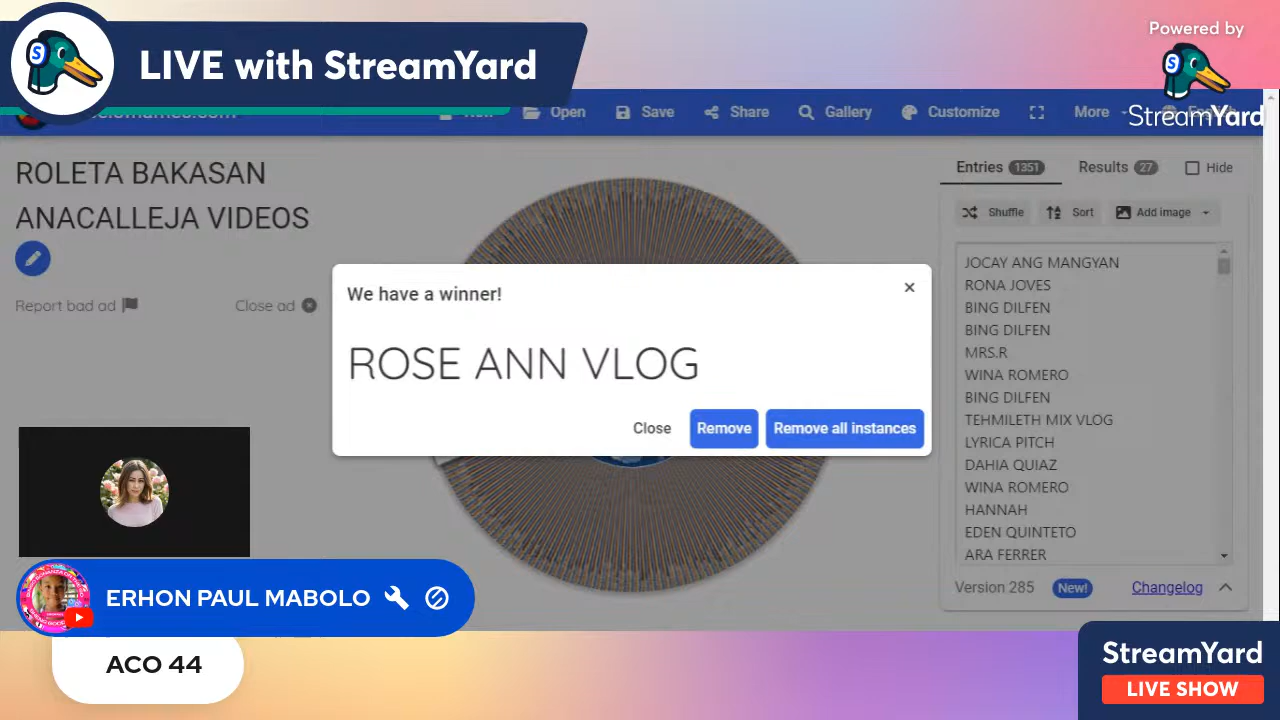 LIVE with StreamYard
Powered by
StreamYard
Open
Save
Share
Gallery
Customize
More
ROLETA BAKASAN
ANACALLEJA VIDEOS
Report bad ad
Close ad
Entries 1351
Results 27
Hide
Shuffle
Sort
Add image
JOCAY ANG MANGYAN
RONA JOVES
BING DILFEN
BING DILFEN
MRS.R
WINA ROMERO
BING DILFEN
TEHMILETH MIX VLOG
LYRICA PITCH
DAHIA QUIAZ
WINA ROMERO
HANNAH
EDEN QUINTETO
ARA FERRER
Version 285
New!
Changelog
We have a winner!
ROSE ANN VLOG
Close
Remove
Remove all instances
ERHON PAUL MABOLO
ACO 44
StreamYard
LIVE SHOW